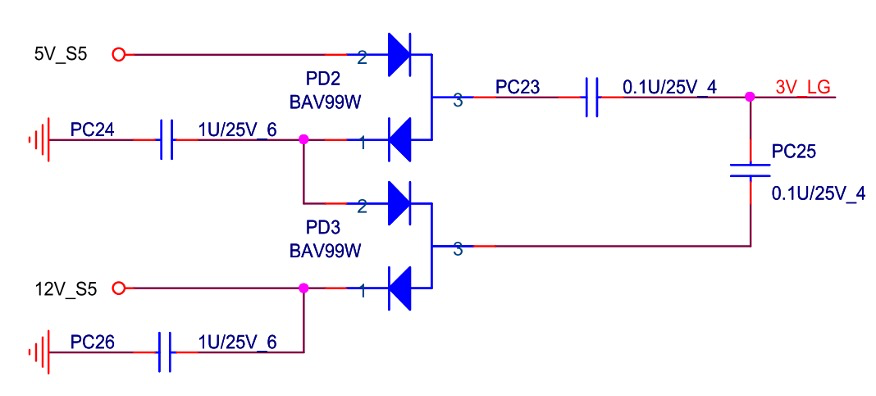 5V_S5
2
PD2
BAV99W
3
PC23
0.1U/25V_4
3V_LG
PC24
1U/25V_6
1
PC25
0.1U/25V_4
2
PD3
BAV99W
3
12V_S5
1
PC26
1U/25V_6